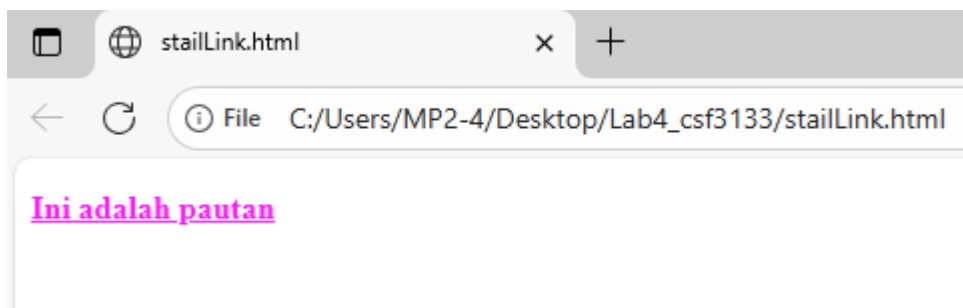 stailLink.html
File C:/Users/MP2-4/Desktop/Lab4_csf3133/stailLink.html
Ini adalah pautan